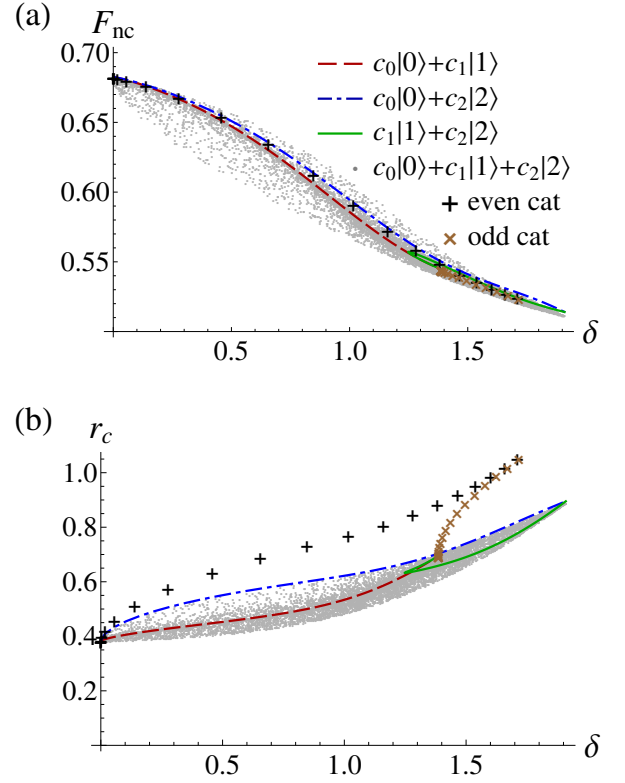 (a)
F_nc
0.70
0.65
0.60
0.55
0.5 1.0 1.5 δ
c₀|0⟩+c₁|1⟩
c₀|0⟩+c₂|2⟩
c₁|1⟩+c₂|2⟩
c₀|0⟩+c₁|1⟩+c₂|2⟩
+ even cat
× odd cat
(b)
r_c
1.0
0.8
0.6
0.4
0.2
0.5 1.0 1.5 δ